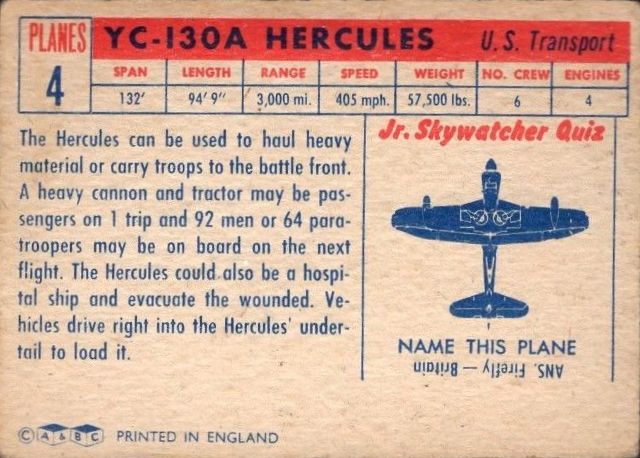 PLANES
4
YC-130A HERCULES U. S. Transport
SPAN LENGTH RANGE SPEED WEIGHT NO. CREW ENGINES
132' 94' 9" 3,000 mi. 405 mph. 57,500 lbs. 6 4
The Hercules can be used to haul heavy
material or carry troops to the battle front.
A heavy cannon and tractor may be pas-
sengers on 1 trip and 92 men or 64 para-
troopers may be on board on the next
flight. The Hercules could also be a hospi-
tal ship and evacuate the wounded. Ve-
hicles drive right into the Hercules' under-
tail to load it.
Jr. Skywatcher Quiz
NAME THIS PLANE
ANS. Firefly — Britain
© A & BC PRINTED IN ENGLAND